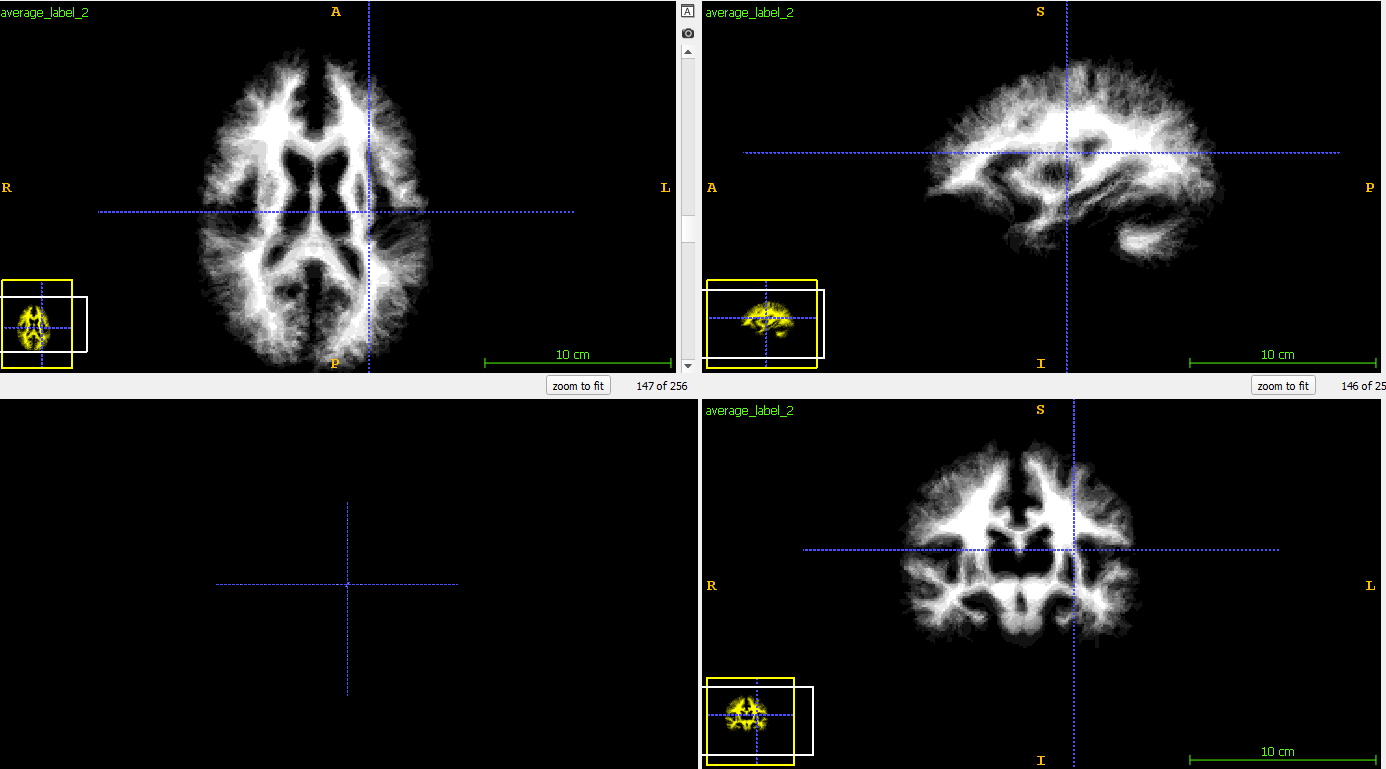 average_label_2
A
R
L
P
10 cm
zoom to fit
147 of 256
A
average_label_2
S
A
P
I
10 cm
zoom to fit
146 of 25
average_label_2
S
R
L
I
10 cm